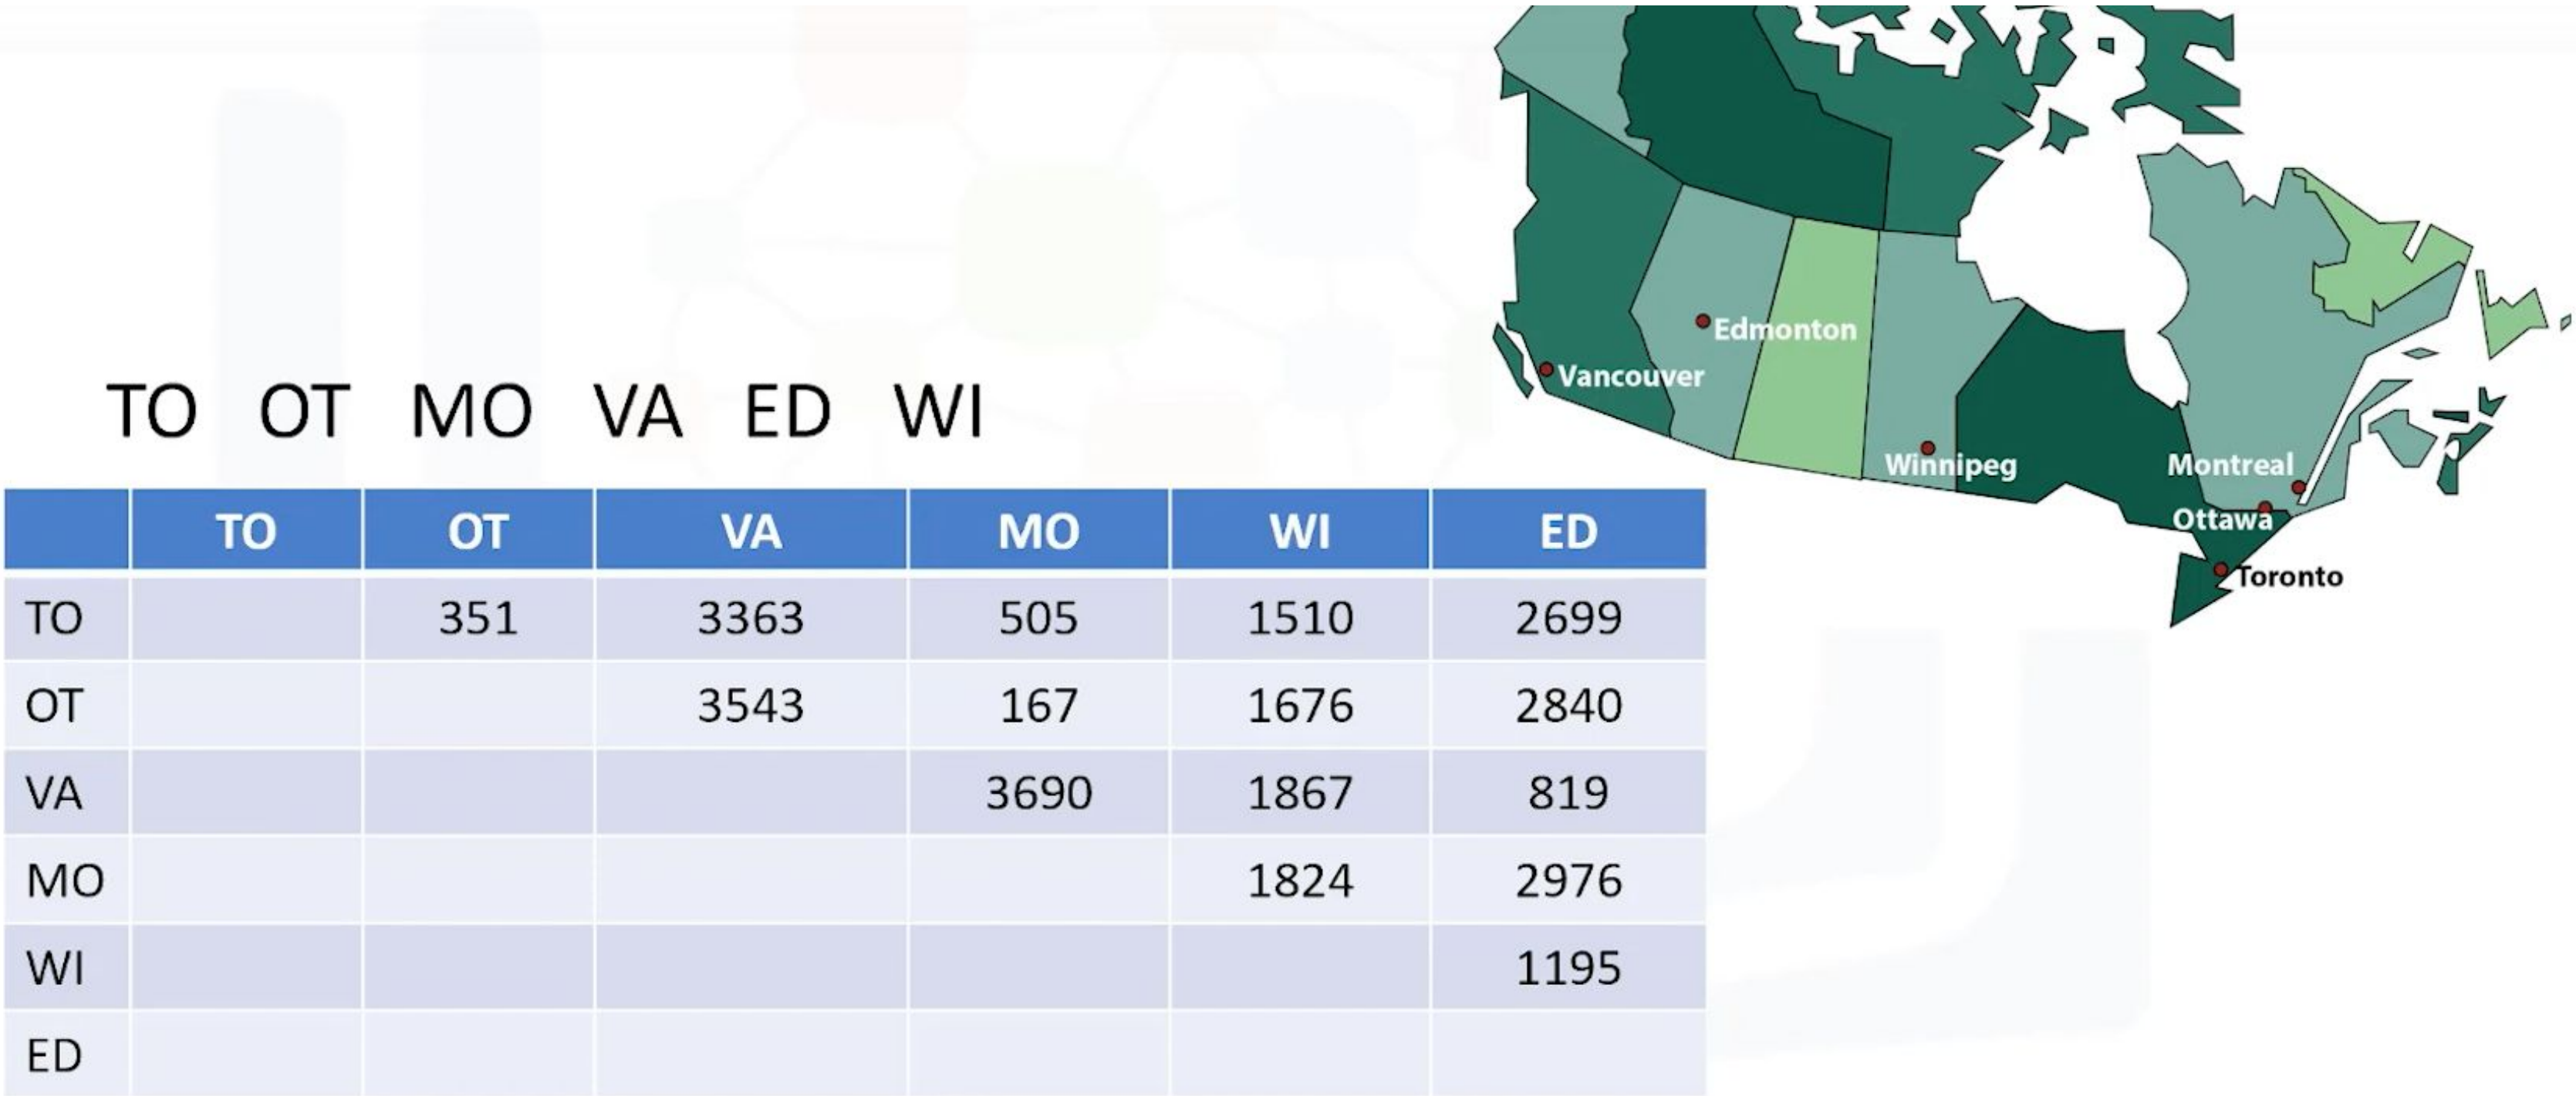 TO OT MO VA ED WI
TO OT VA MO WI ED
TO 351 3363 505 1510 2699
OT 3543 167 1676 2840
VA 3690 1867 819
MO 1824 2976
WI 1195
ED
Edmonton
Vancouver
Winnipeg
Montreal
Ottawa
Toronto